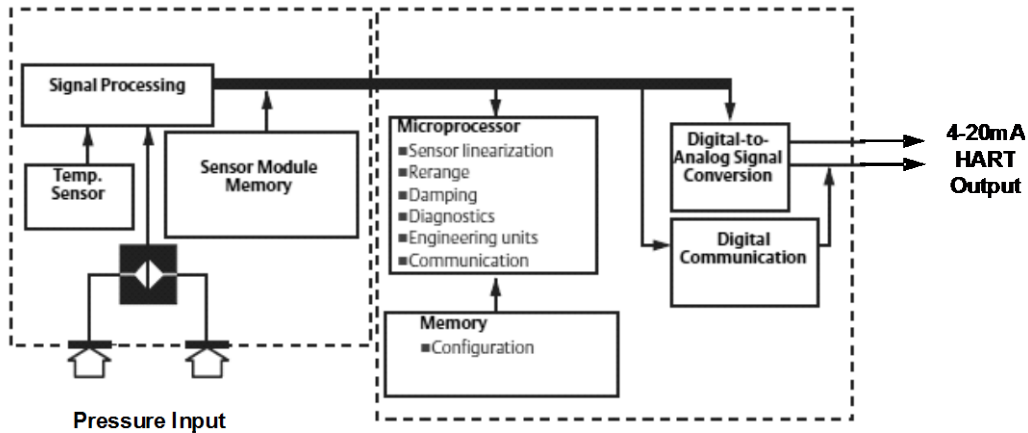 Signal Processing
Temp.
Sensor
Sensor Module
Memory
Pressure Input
Microprocessor
■Sensor linearization
■Rerange
■Damping
■Diagnostics
■Engineering units
■Communication
Memory
■Configuration
Digital-to-
Analog Signal
Conversion
Digital
Communication
4-20mA
HART
Output